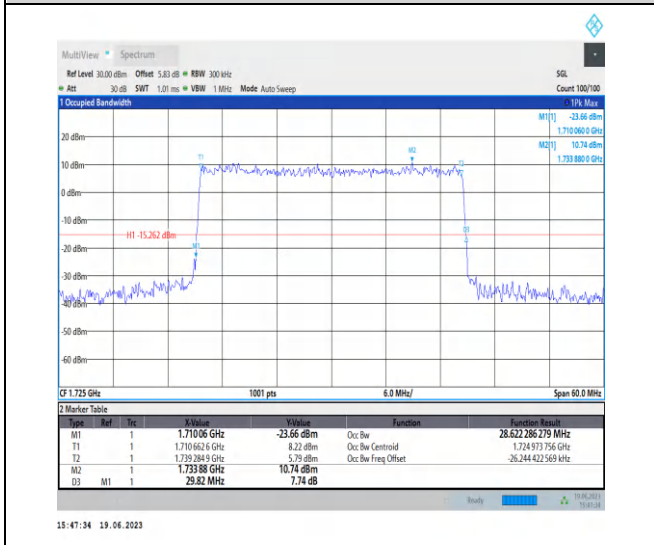 MultiView Spectrum
Ref Level 30.00 dBm Offset 5.83 dB RBW 300 kHz SGL
Att 30 dB SWT 1.01 ms VBW 1 MHz Mode Auto Sweep Count 100/100
1 Occupied Bandwidth 1Pk Max
M1[1] -23.66 dBm
1.710 060 0 GHz
M2[1] 10.74 dBm
1.733 880 0 GHz
20 dBm
T1
M2
T2
10 dBm
0 dBm
-10 dBm
H1 -15.262 dBm
D1
M1
-20 dBm
-30 dBm
-40 dBm
-50 dBm
-60 dBm
CF 1.725 GHz 1001 pts 6.0 MHz/ Span 60.0 MHz
2 Marker Table
Type Ref Trc X-Value Y-Value Function Function Result
M1 1 1.710 06 GHz -23.66 dBm Occ Bw 28.622 286 279 MHz
T1 1 1.710 662 6 GHz 8.22 dBm Occ Bw Centroid 1.724 973 756 GHz
T2 1 1.739 284 9 GHz 5.79 dBm Occ Bw Freq Offset -26.244 422 569 kHz
M2 1 1.733 88 GHz 10.74 dBm
D3 M1 1 29.82 MHz 7.74 dB
Ready 19.06.2023
15:47:34
15:47:34 19.06.2023